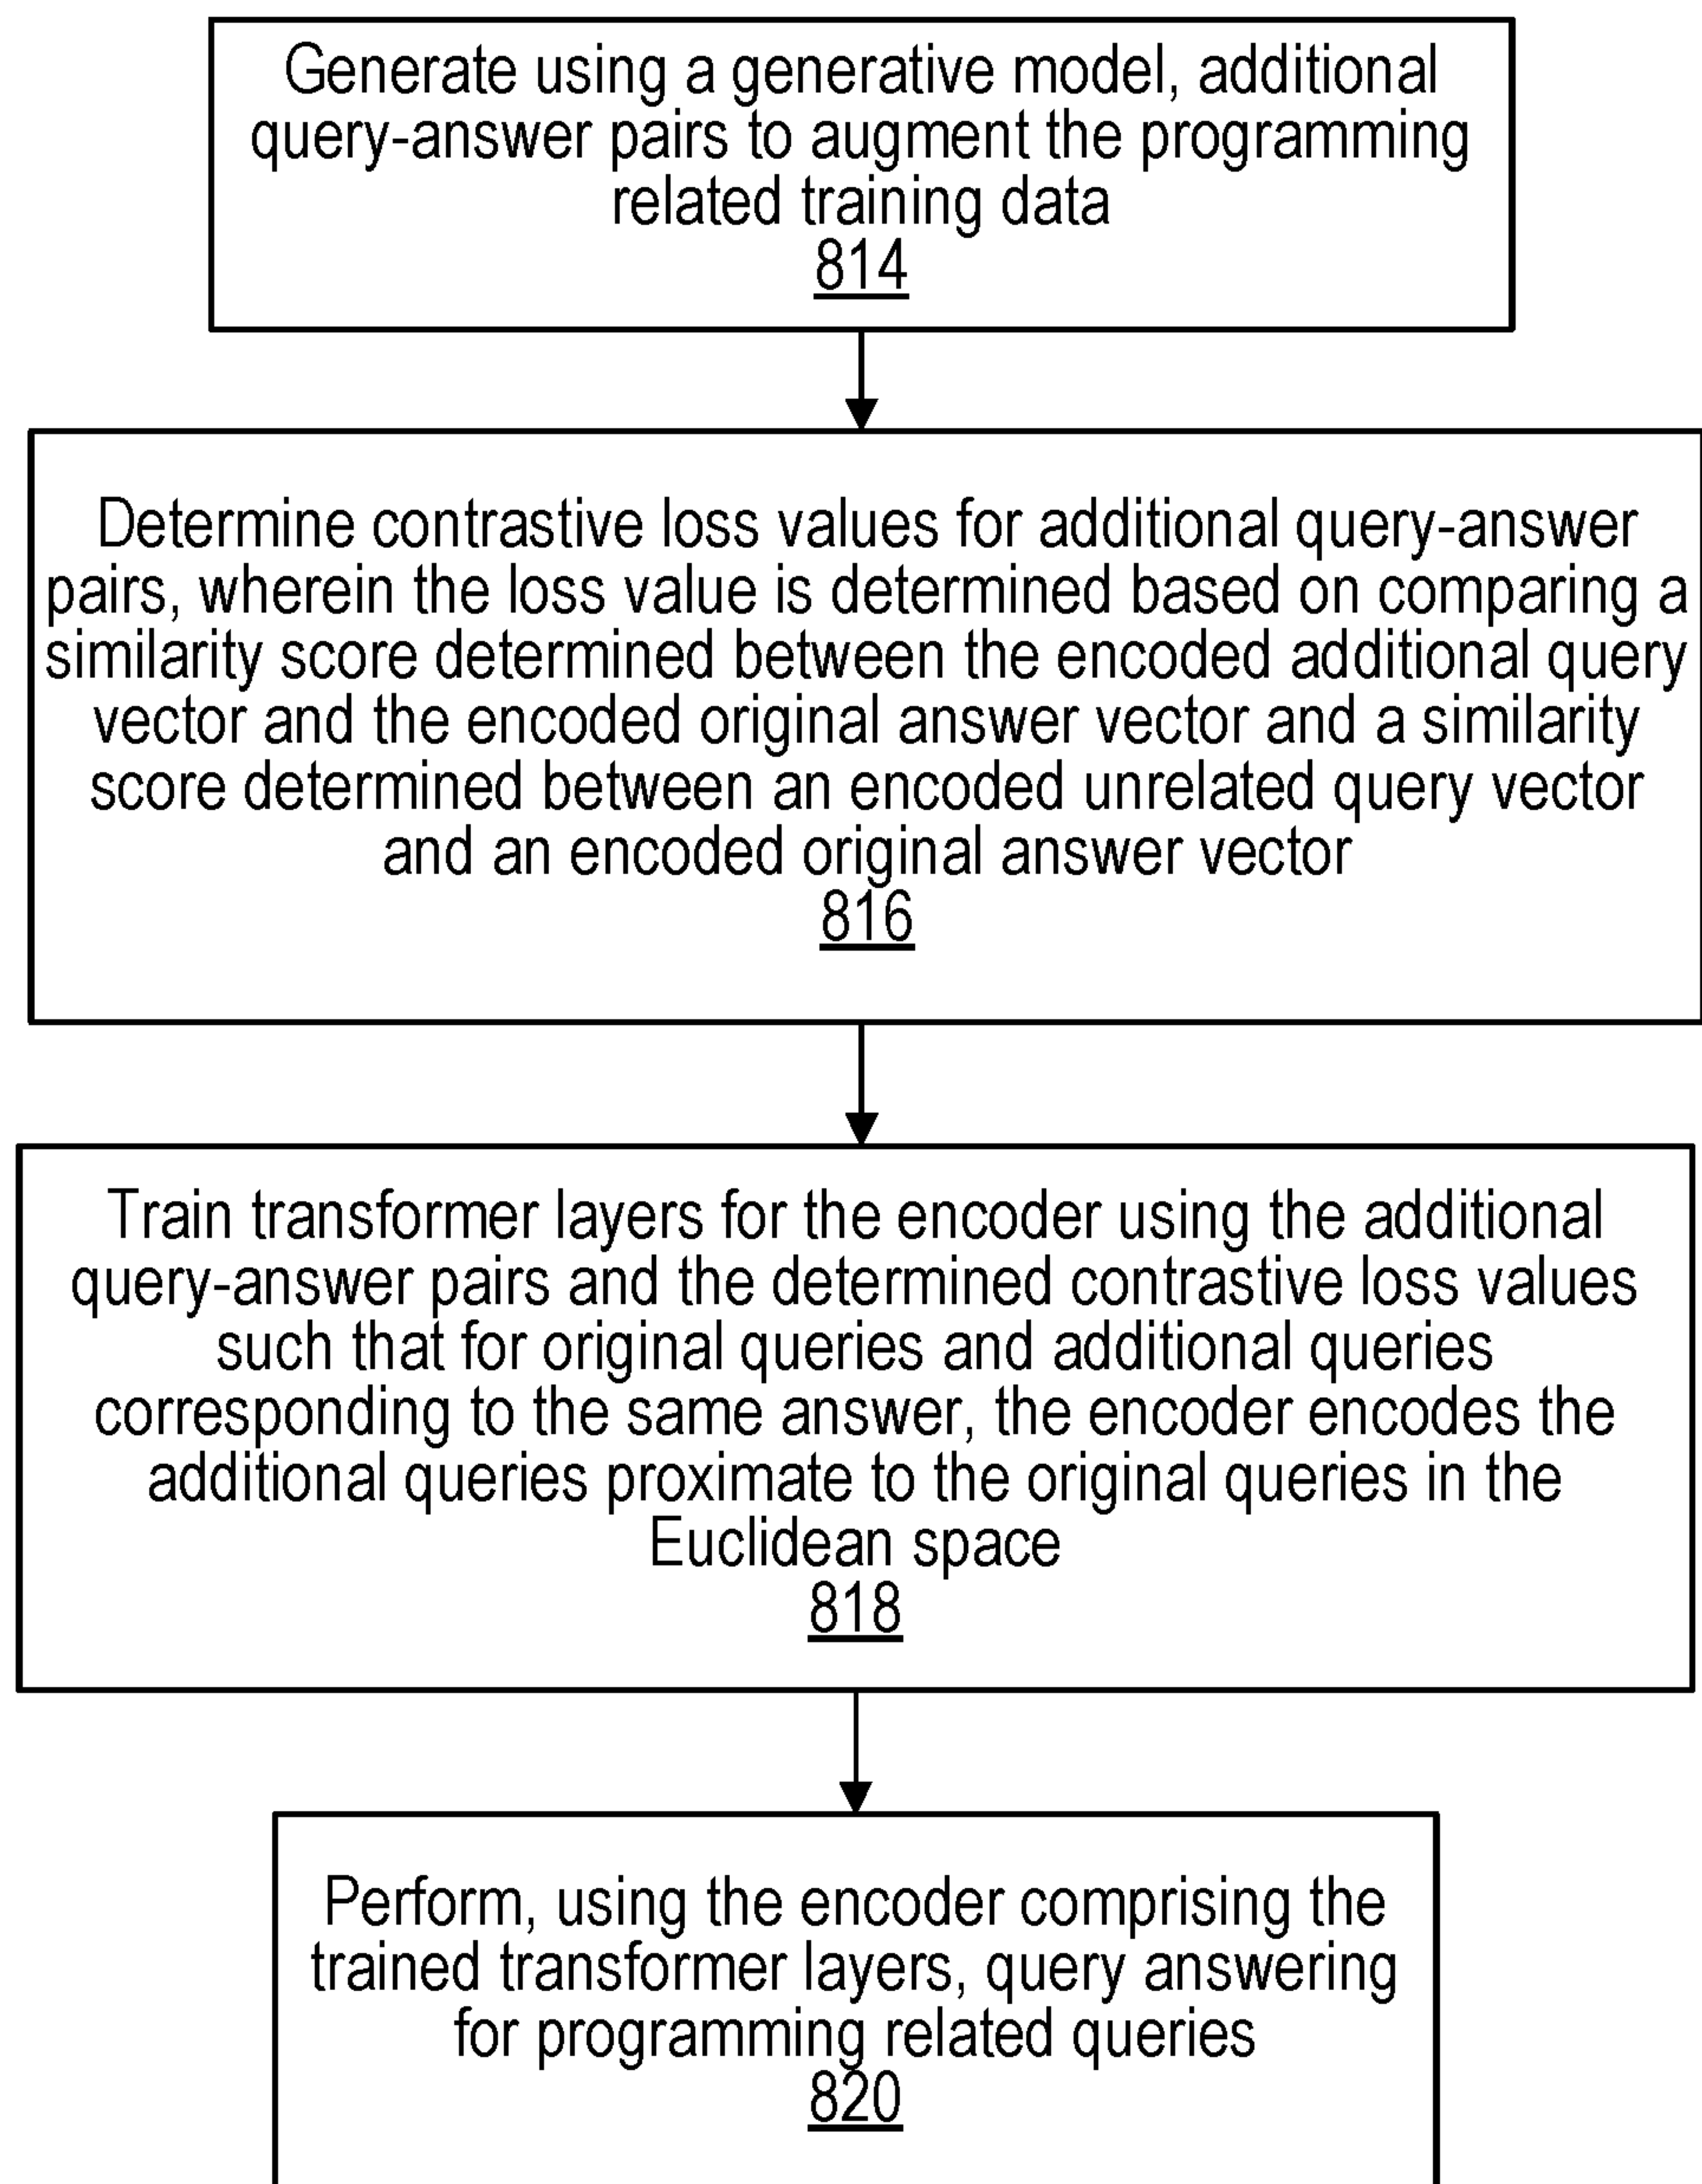 Generate using a generative model, additional
query-answer pairs to augment the programming
related training data
814
Determine contrastive loss values for additional query-answer
pairs, wherein the loss value is determined based on comparing a
similarity score determined between the encoded additional query
vector and the encoded original answer vector and a similarity
score determined between an encoded unrelated query vector
and an encoded original answer vector
816
Train transformer layers for the encoder using the additional
query-answer pairs and the determined contrastive loss values
such that for original queries and additional queries
corresponding to the same answer, the encoder encodes the
additional queries proximate to the original queries in the
Euclidean space
818
Perform, using the encoder comprising the
trained transformer layers, query answering
for programming related queries
820